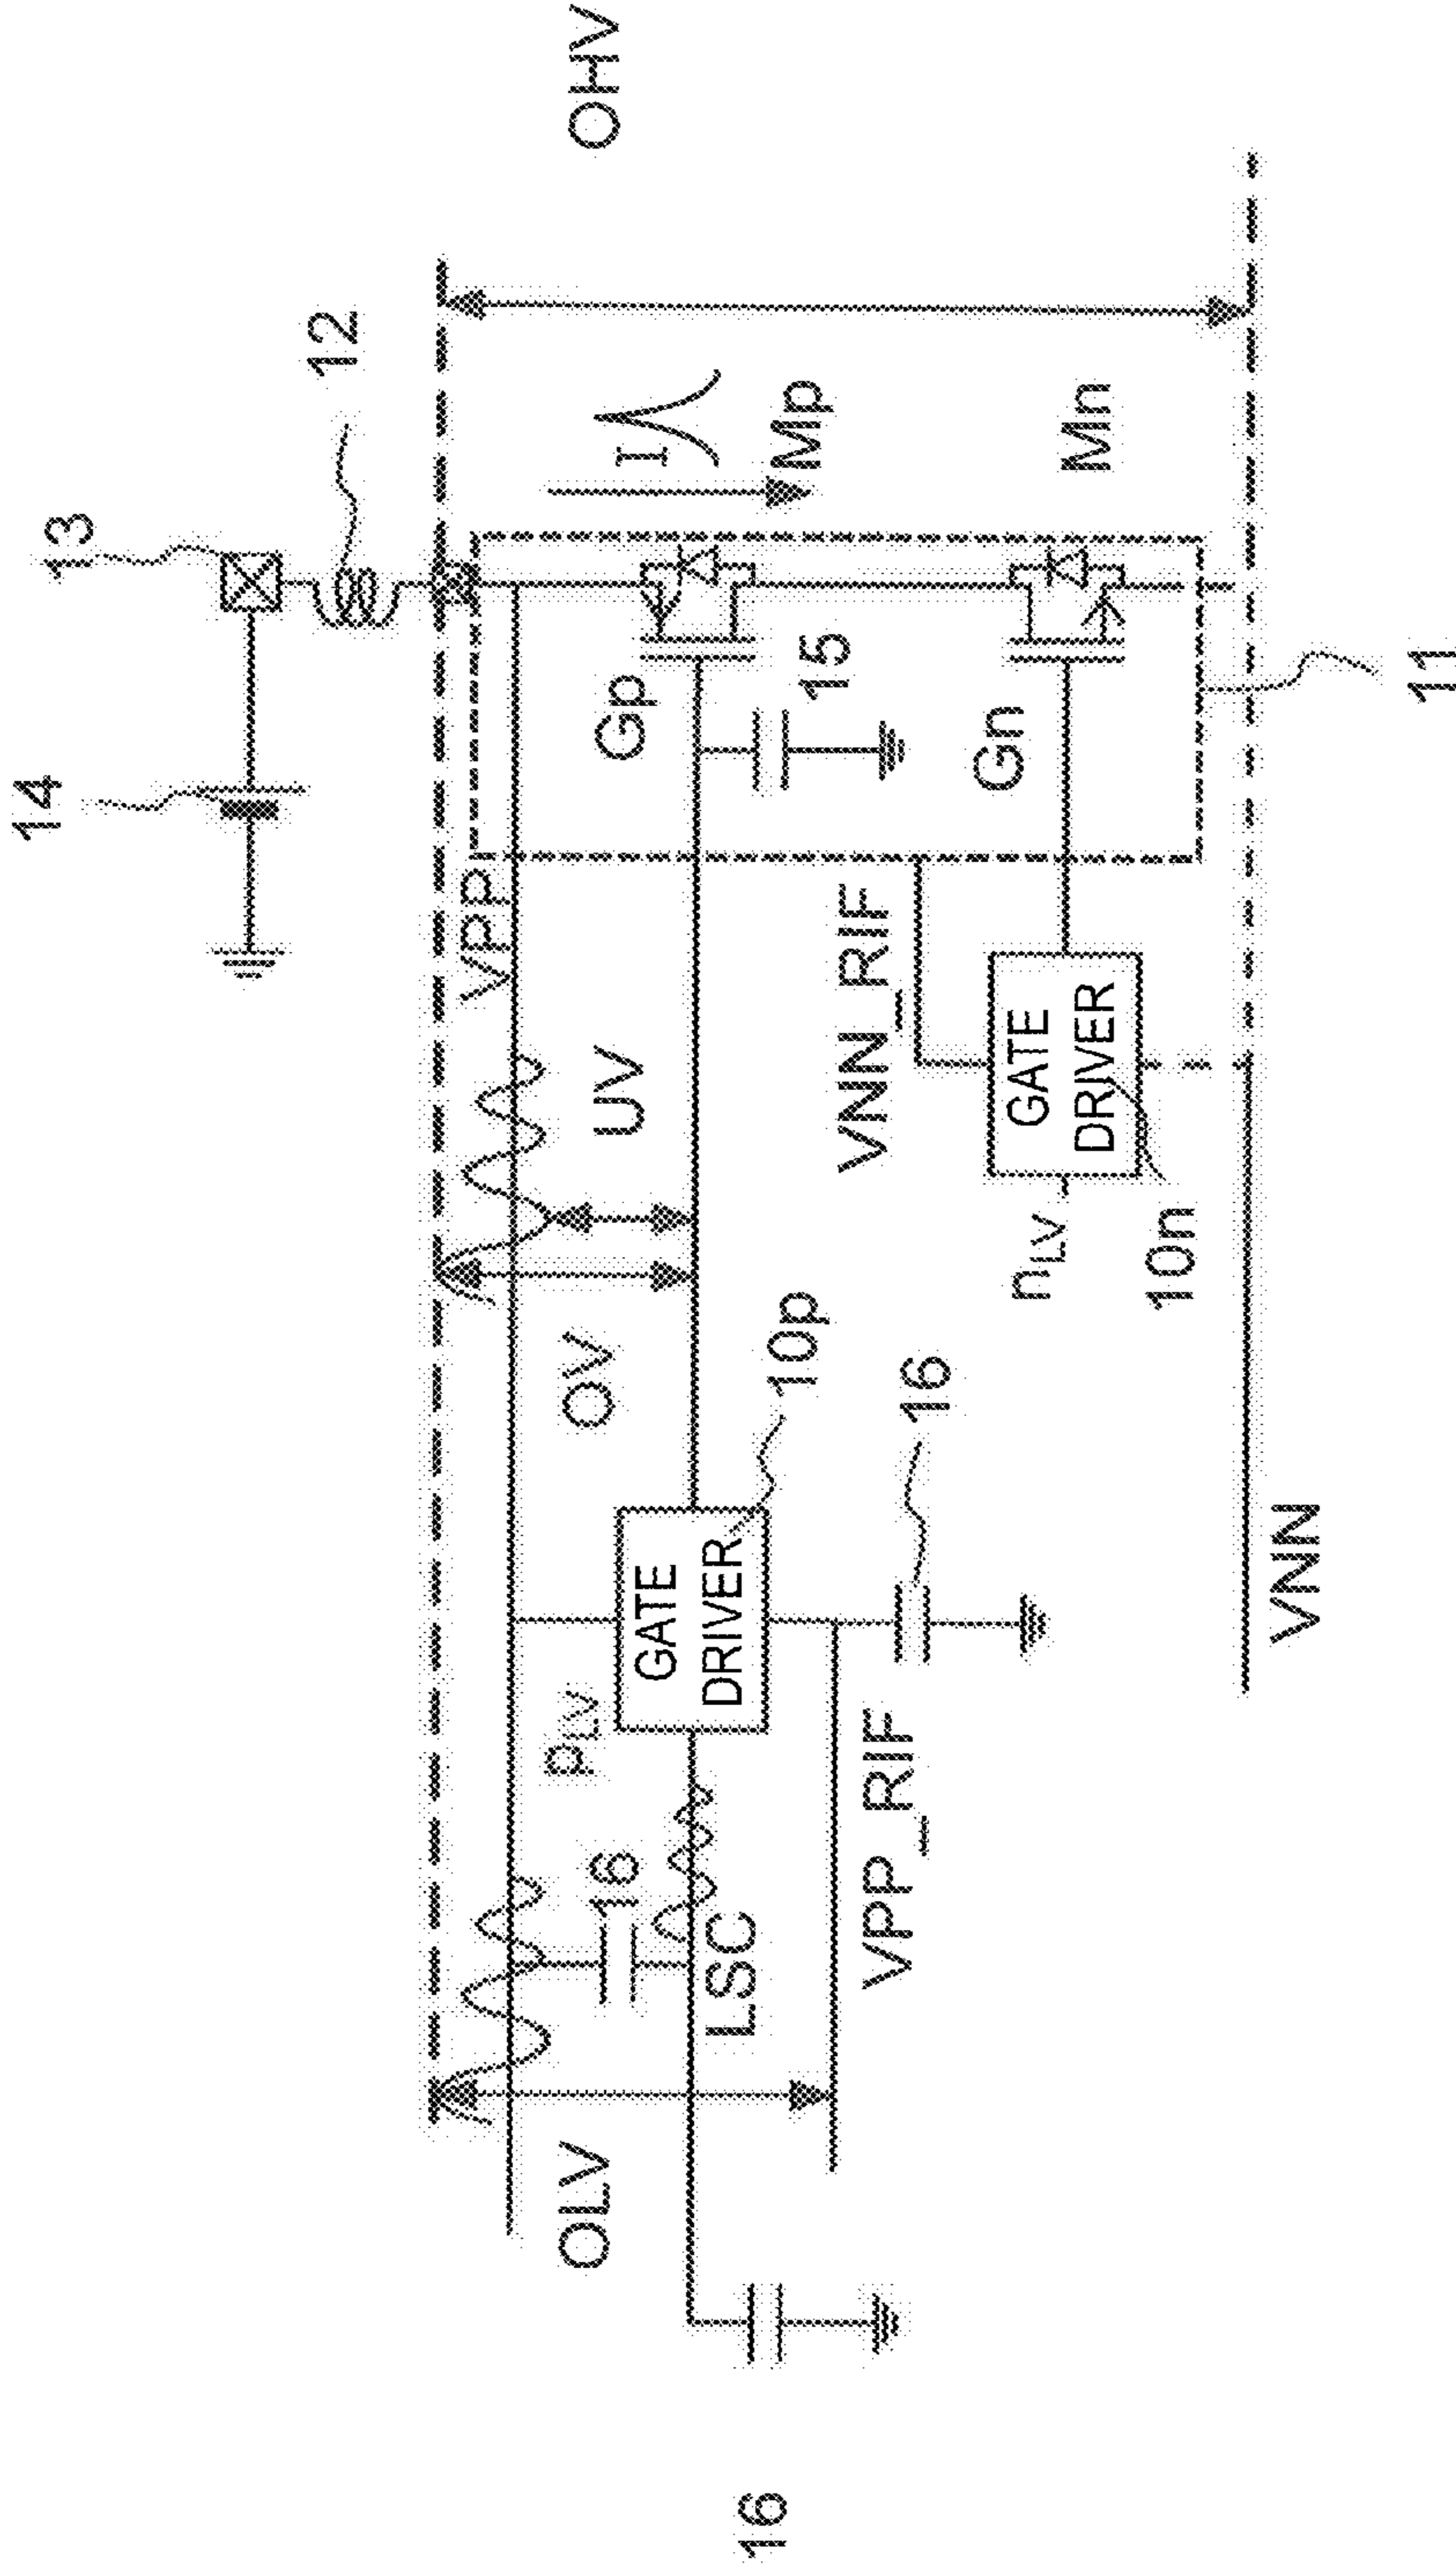 14
13
12
OHV
VPP
I
Mp
Mn
Gp
15
Gn
11
UV
OV
VNN_RIF
GATE
DRIVER
nLV
10n
10p
GATE
DRIVER
pLV
16
16
LSC
VPP_RIF
VNN
OLV
16